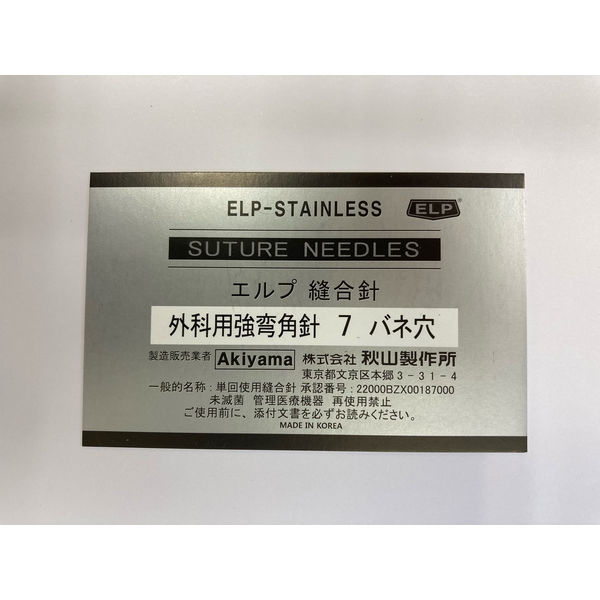 ELP-STAINLESS ELP
SUTURE NEEDLES
エルプ 縫合針
外科用強弯角針 7 バネ穴
製造販売業者 Akiyama 株式会社 秋山製作所
東京都文京区本郷3-31-4
一般的名称:単回使用縫合針 承認番号:22000BZX00187000
未滅菌 管理医療機器 再使用禁止
ご使用前に、添付文書を必ずお読みください。
MADE IN KOREA